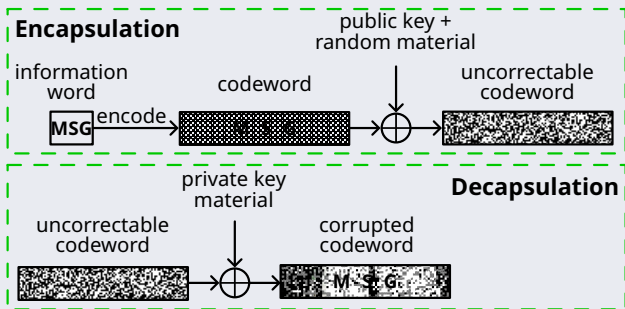 Encapsulation
public key +
random material
information
word
codeword
uncorrectable
codeword
MSG
encode
M S G
Decapsulation
private key
material
uncorrectable
codeword
corrupted
codeword
M S G